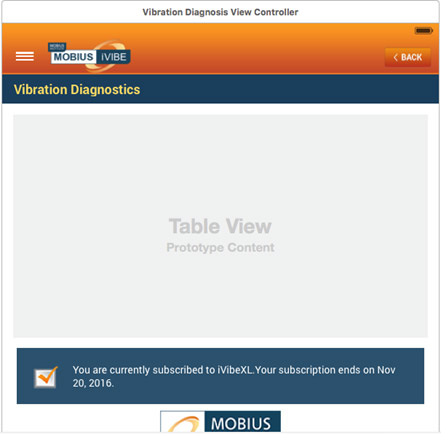 Vibration Diagnosis View Controller
MOBIUS
MOBIUS iVIBE
BACK
Vibration Diagnostics
Table View
Prototype Content
You are currently subscribed to iVibeXL.Your subscription ends on Nov
20, 2016.
MOBIUS